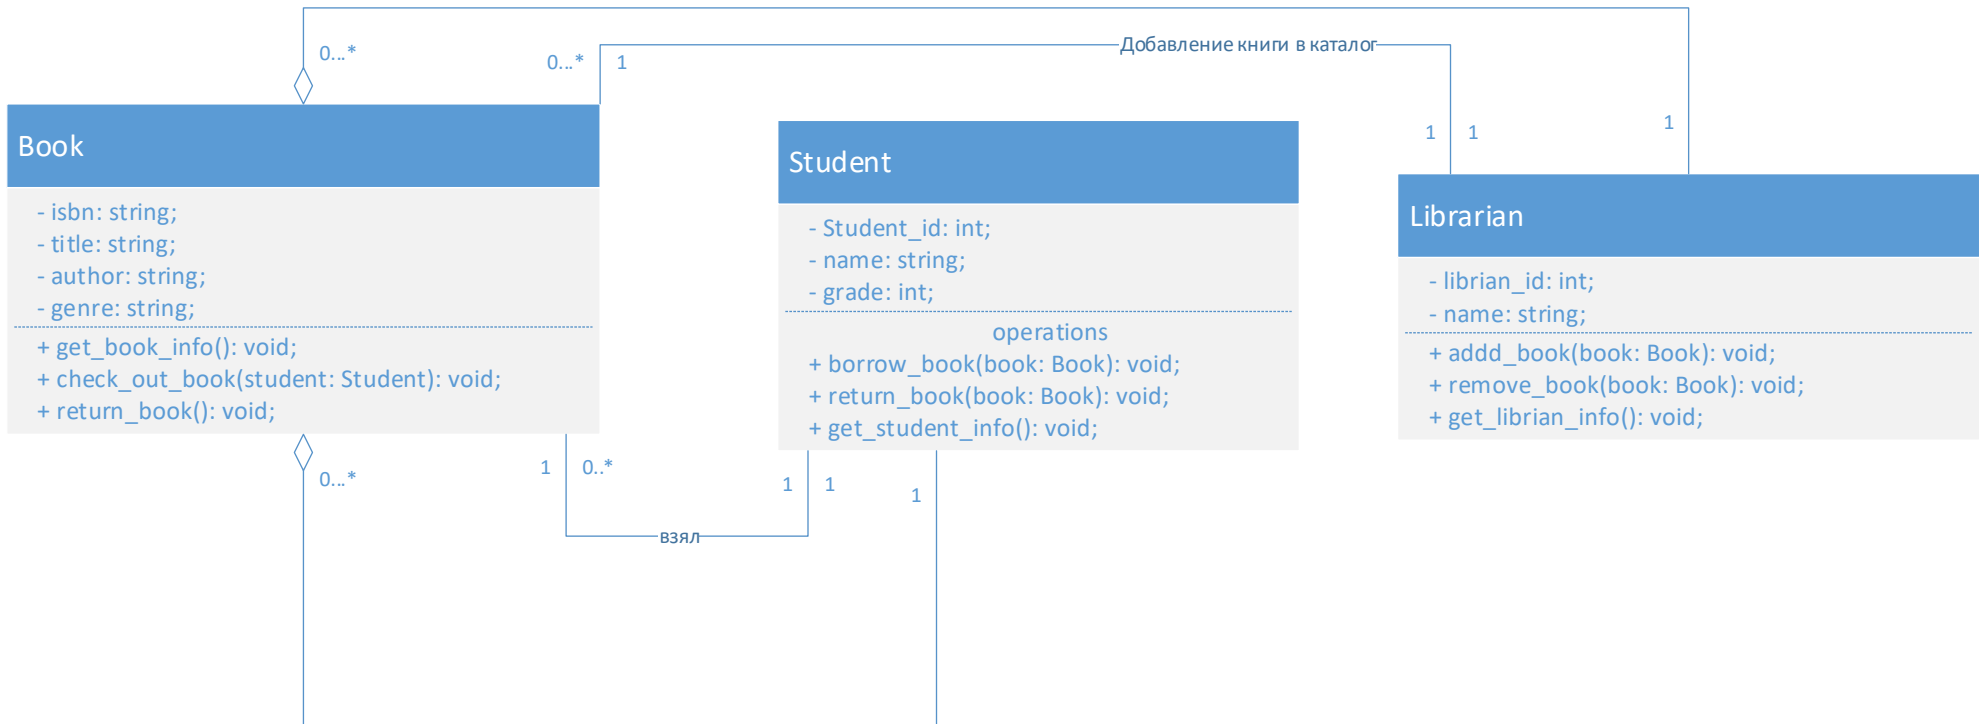 0...*
0...*
1
Добавление книги в каталог
1
1
1
Book
- isbn: string;
- title: string;
- author: string;
- genre: string;
+ get_book_info(): void;
+ check_out_book(student: Student): void;
+ return_book(): void;
Student
- Student_id: int;
- name: string;
- grade: int;
operations
+ borrow_book(book: Book): void;
+ return_book(book: Book): void;
+ get_student_info(): void;
Librarian
- librian_id: int;
- name: string;
+ addd_book(book: Book): void;
+ remove_book(book: Book): void;
+ get_librian_info(): void;
0...*
1
0..*
1
1
1
взял